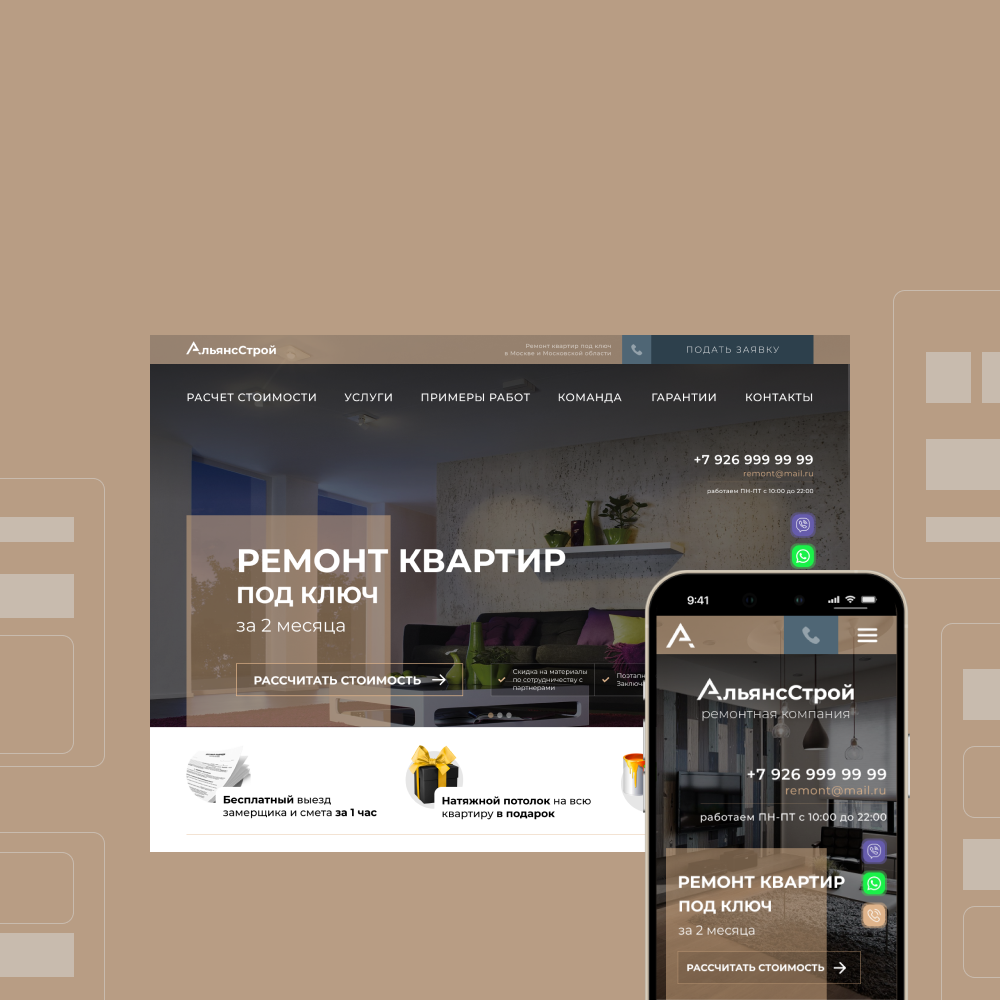 АльянсСтрой
Ремонт квартир под ключ
в Москве и Московской области
ПОДАТЬ ЗАЯВКУ
РАСЧЕТ СТОИМОСТИ УСЛУГИ ПРИМЕРЫ РАБОТ КОМАНДА ГАРАНТИИ КОНТАКТЫ
+7 926 999 99 99
remont@mail.ru
работаем ПН-ПТ с 10:00 до 22:00
РЕМОНТ КВАРТИР
ПОД КЛЮЧ
за 2 месяца
РАССЧИТАТЬ СТОИМОСТЬ
Скидка на материалы
по сотрудничеству с
партнерами
Бесплатный выезд
замерщика и смета за 1 час
Натяжной потолок на всю
квартиру в подарок
9:41
АльянсСтрой
ремонтная компания
+7 926 999 99 99
remont@mail.ru
работаем ПН-ПТ с 10:00 до 22:00
РЕМОНТ КВАРТИР
ПОД КЛЮЧ
за 2 месяца
РАССЧИТАТЬ СТОИМОСТЬ